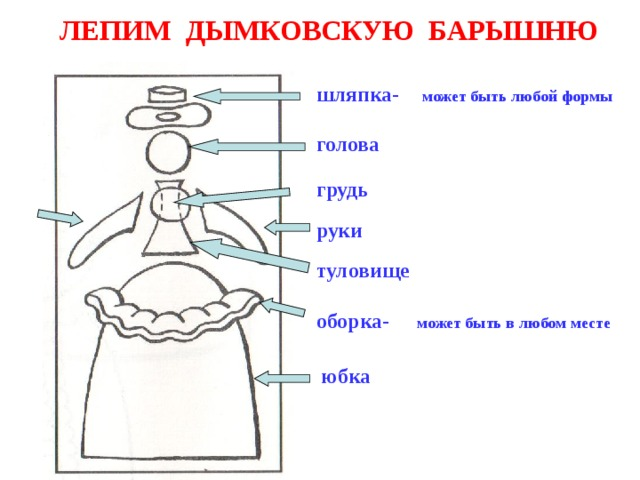 ЛЕПИМ ДЫМКОВСКУЮ БАРЫШНЮ
шляпка- может быть любой формы
голова
грудь
руки
туловище
оборка- может быть в любом месте
юбка